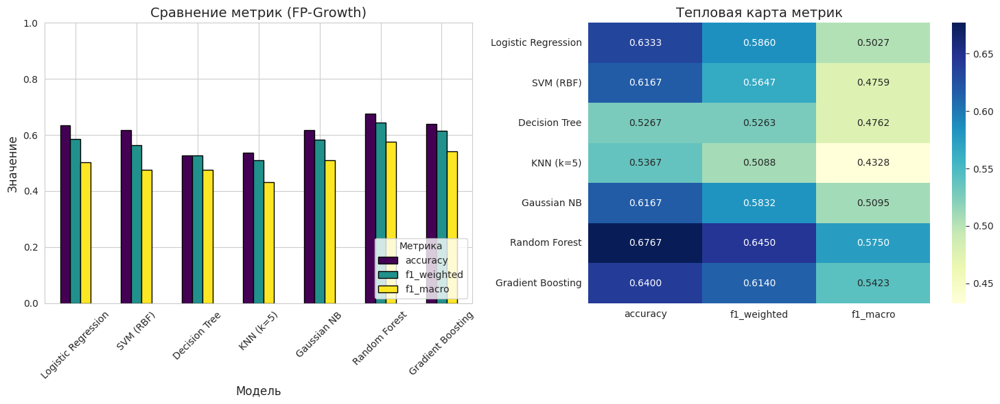 Сравнение метрик (FP-Growth)
Значение
1.0
0.8
0.6
0.4
0.2
0.0
Метрика
accuracy
f1_weighted
f1_macro
Logistic Regression
SVM (RBF)
Decision Tree
KNN (k=5)
Gaussian NB
Random Forest
Gradient Boosting
Модель
Тепловая карта метрик
Logistic Regression 0.6333 0.5860 0.5027
SVM (RBF) 0.6167 0.5647 0.4759
Decision Tree 0.5267 0.5263 0.4762
KNN (k=5) 0.5367 0.5088 0.4328
Gaussian NB 0.6167 0.5832 0.5095
Random Forest 0.6767 0.6450 0.5750
Gradient Boosting 0.6400 0.6140 0.5423
accuracy f1_weighted f1_macro
0.65
0.60
0.55
0.50
0.45